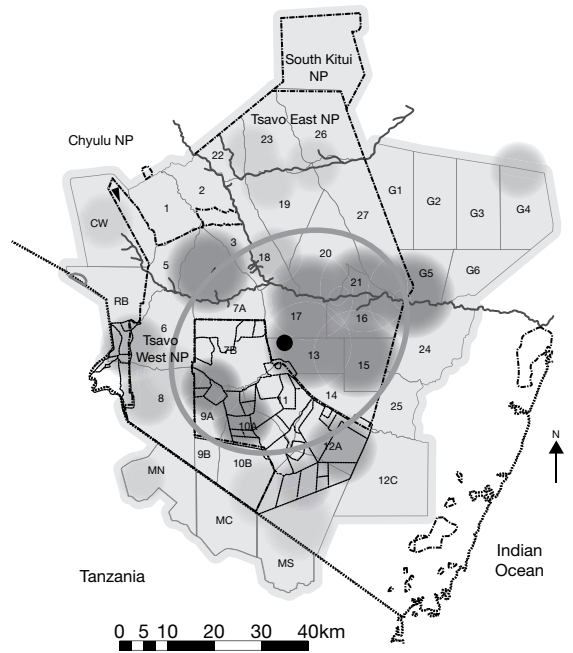 South Kitui
NP
Tsavo East NP
Chyulu NP
22
23
26
G1
G2
G3
G4
CW
1
2
19
27
3
20
5
18
21
G5
G6
RB
6
7A
17
16
Tsavo
West NP
7B
13
15
24
8
9A
10A
11
14
25
9B
10B
12A
12C
N
MN
MC
MS
Tanzania
Indian
Ocean
0 5 10 20 30 40km